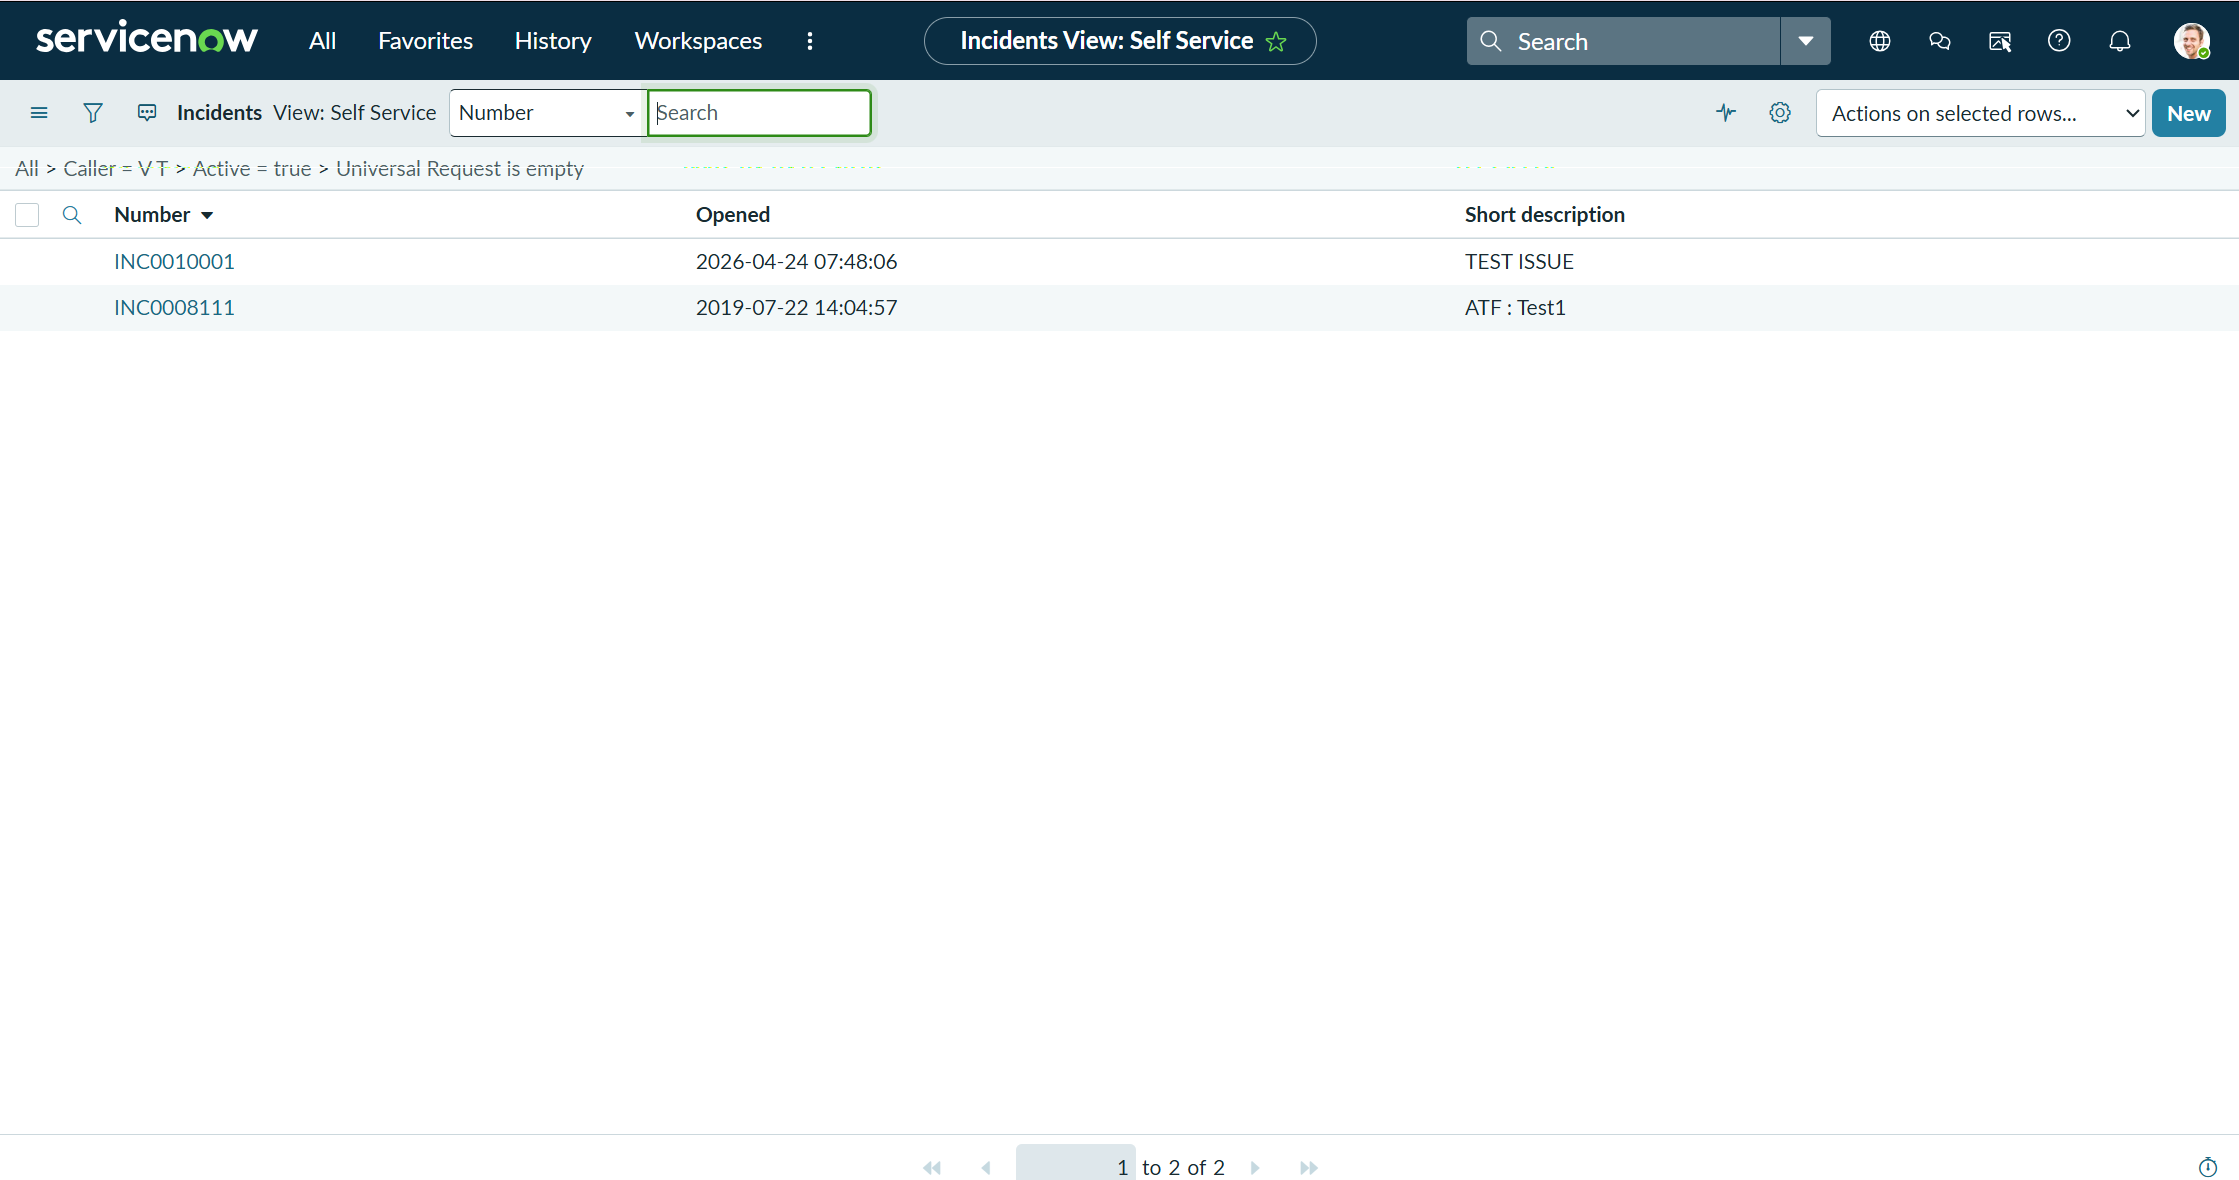 servicenow All Favorites History Workspaces Incidents View: Self Service Search
Incidents View: Self Service Number Search Actions on selected rows... New
All > Caller = V T > Active = true > Universal Request is empty
Number Opened Short description
INC0010001 2026-04-24 07:48:06 TEST ISSUE
INC0008111 2019-07-22 14:04:57 ATF : Test1
1 to 2 of 2